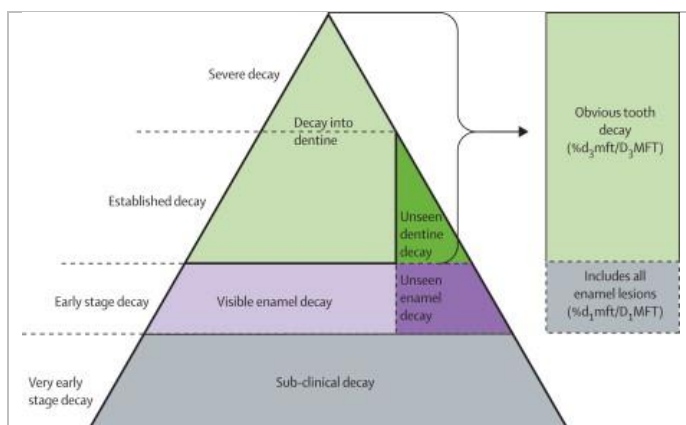 Severe decay
Decay into
dentine
Established decay
Unseen
dentine
decay
Early stage decay
Visible enamel decay
Unseen
enamel
decay
Very early
stage decay
Sub-clinical decay
Obvious tooth
decay
(%d₃mft/D₃MFT)
Includes all
enamel lesions
(%d₁mft/D₁MFT)